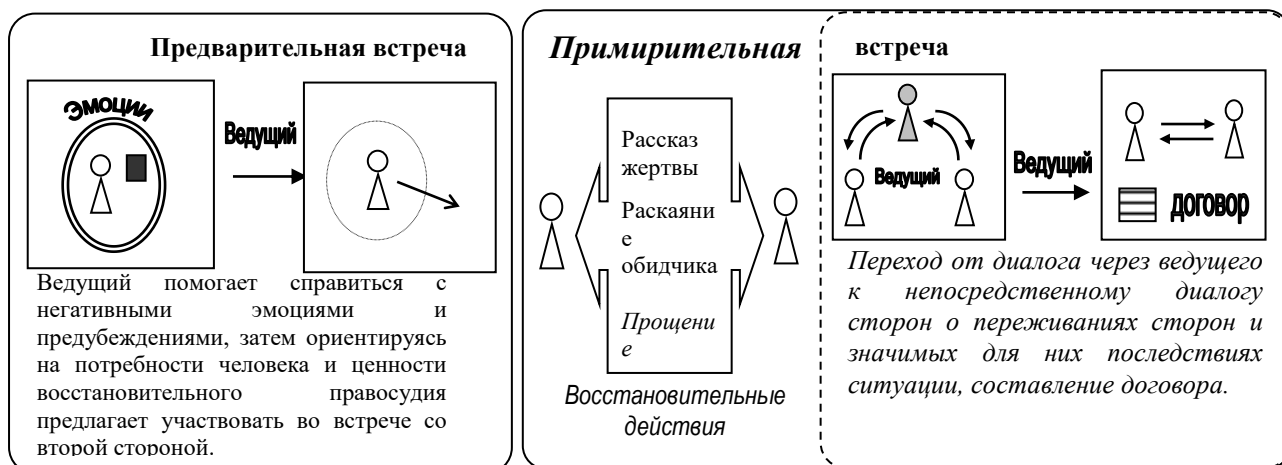 Предварительная встреча
Эмоции
Ведущий
Ведущий помогает справиться с
негативными эмоциями и
предубеждениями, затем ориентируясь
на потребности человека и ценности
восстановительного правосудия
предлагает участвовать во встрече со
второй стороной.
Примирительная
Рассказ
жертвы
Раскаяни
е
обидчика
Прощени
е
Восстановительные
действия
встреча
Ведущий
Ведущий
договор
Переход от диалога через ведущего
к непосредственному диалогу
сторон о переживаниях сторон и
значимых для них последствиях
ситуации, составление договора.